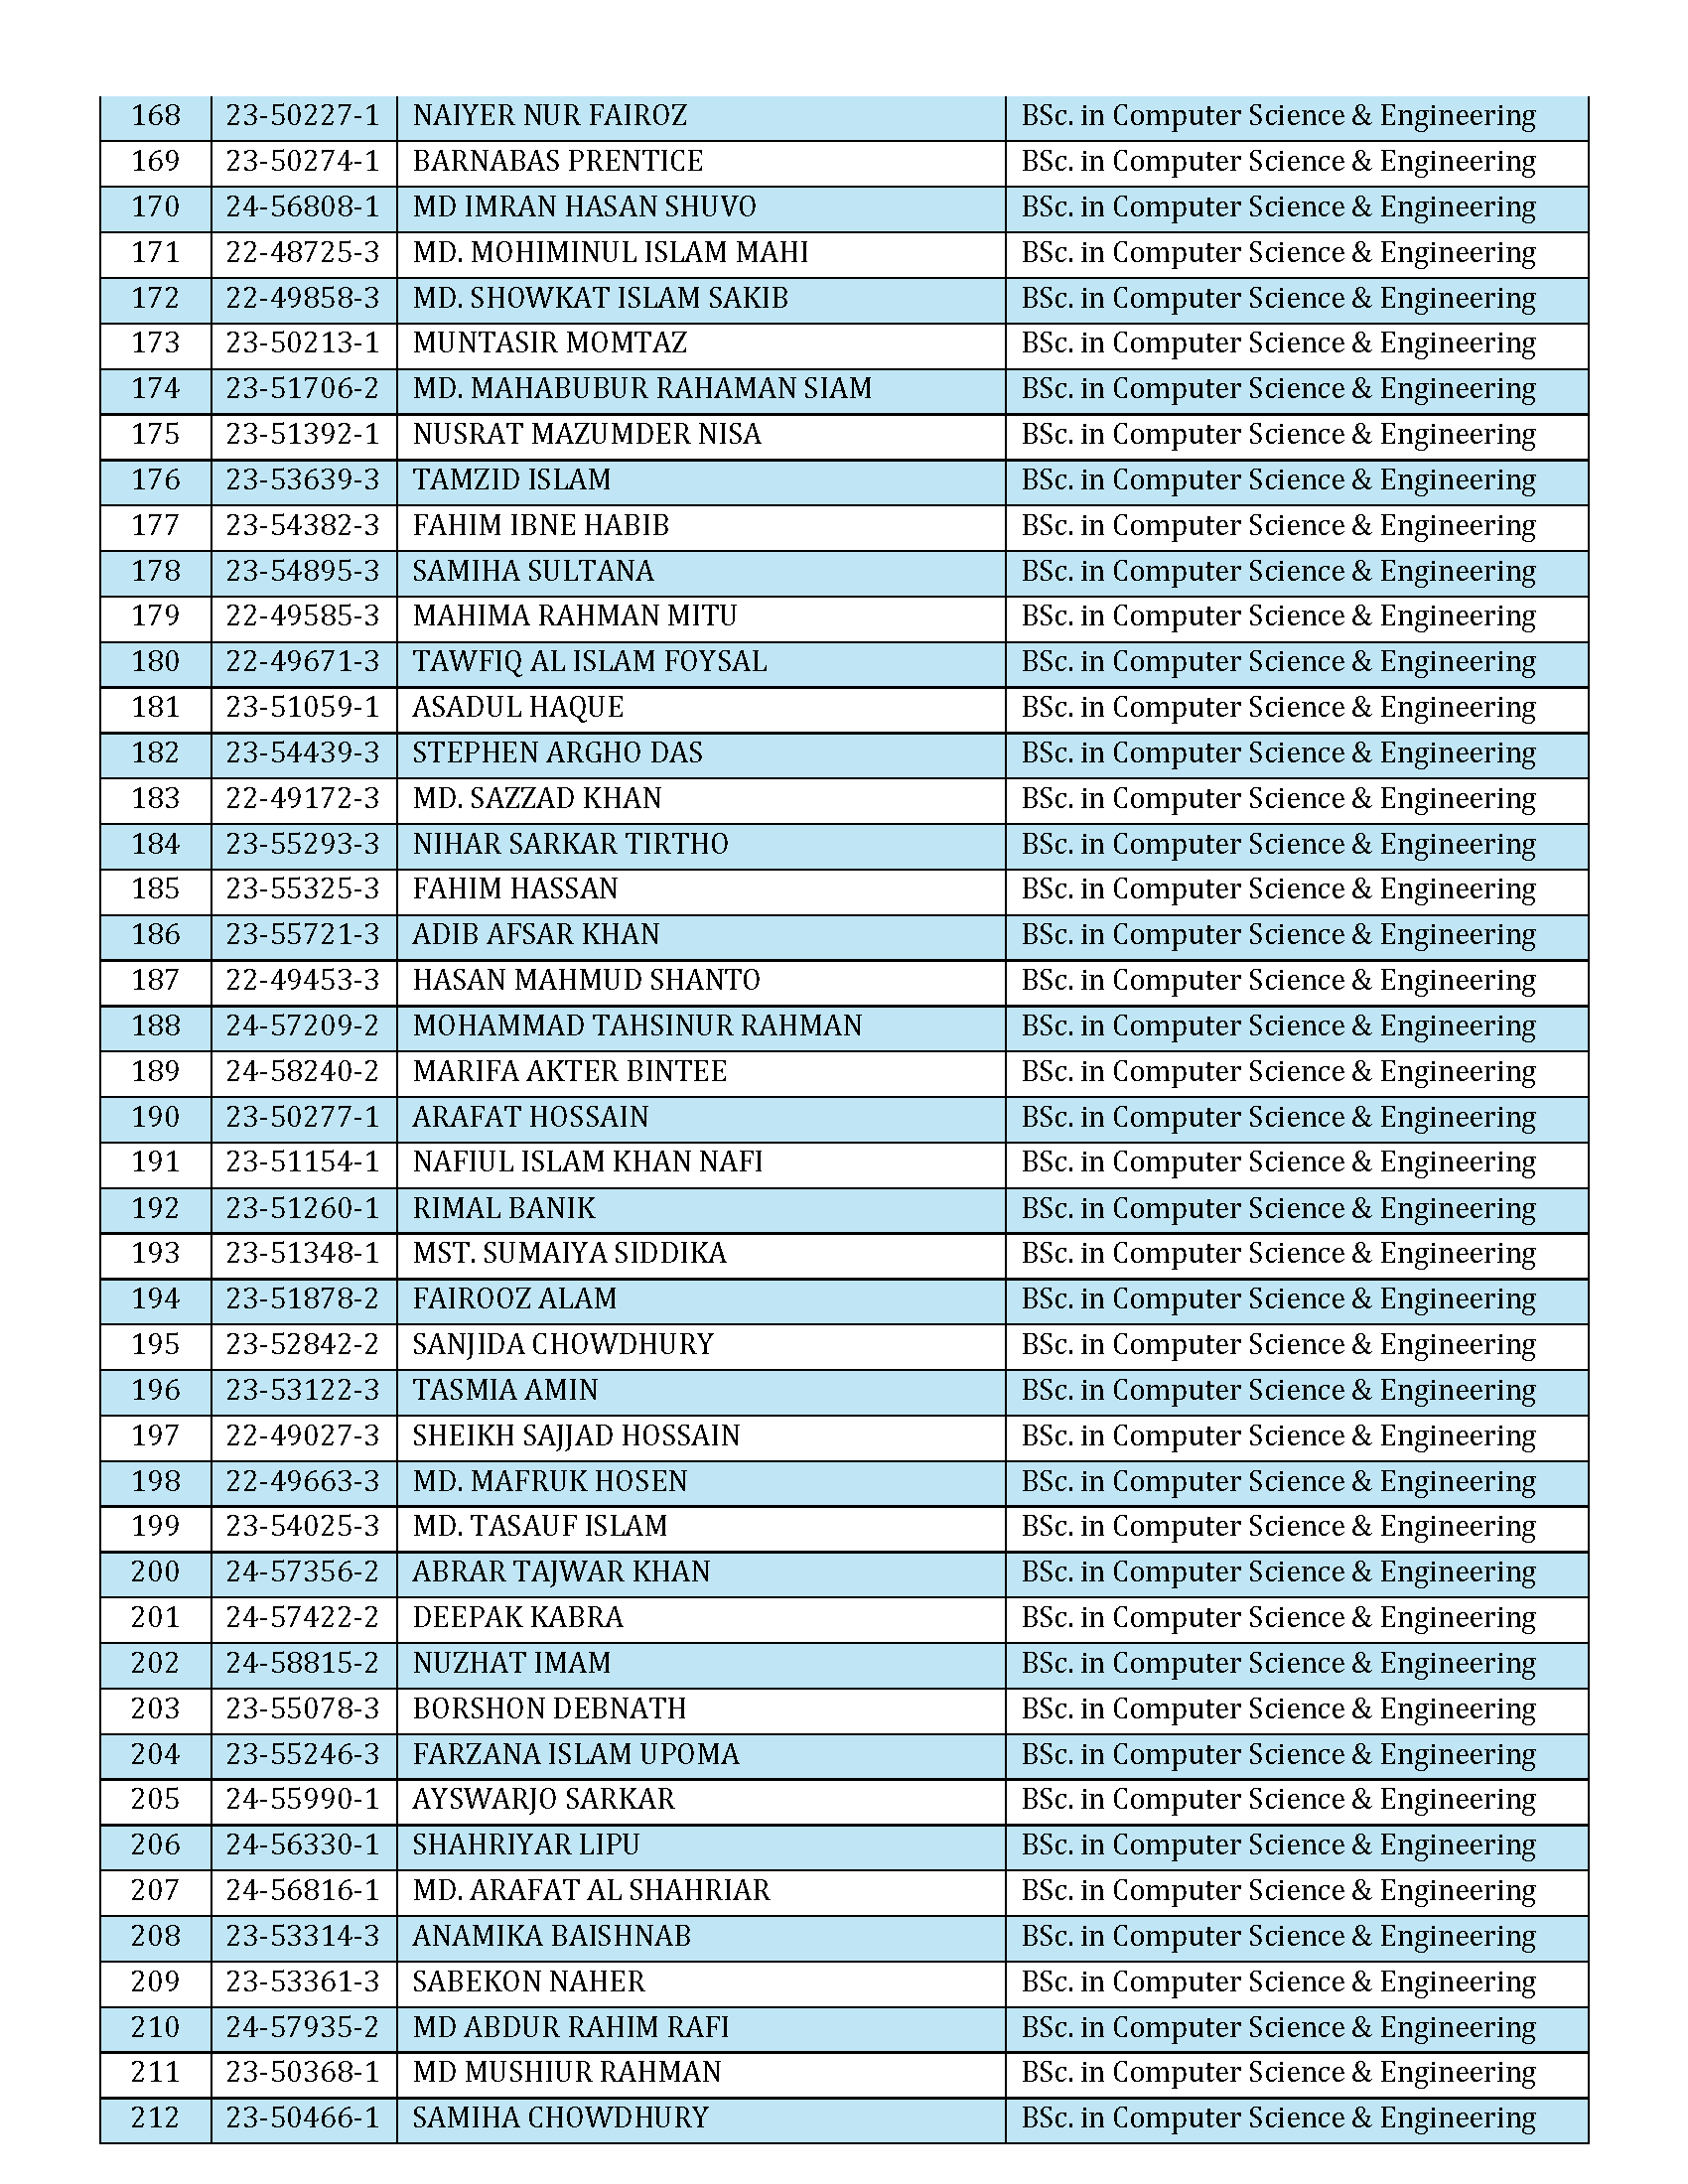 168 23-50227-1 NAIYER NUR FAIROZ BSc. in Computer Science & Engineering
169 23-50274-1 BARNABAS PRENTICE BSc. in Computer Science & Engineering
170 24-56808-1 MD IMRAN HASAN SHUVO BSc. in Computer Science & Engineering
171 22-48725-3 MD. MOHIMINUL ISLAM MAHI BSc. in Computer Science & Engineering
172 22-49858-3 MD. SHOWKAT ISLAM SAKIB BSc. in Computer Science & Engineering
173 23-50213-1 MUNTASIR MOMTAZ BSc. in Computer Science & Engineering
174 23-51706-2 MD. MAHABUBUR RAHAMAN SIAM BSc. in Computer Science & Engineering
175 23-51392-1 NUSRAT MAZUMDER NISA BSc. in Computer Science & Engineering
176 23-53639-3 TAMZID ISLAM BSc. in Computer Science & Engineering
177 23-54382-3 FAHIM IBNE HABIB BSc. in Computer Science & Engineering
178 23-54895-3 SAMIHA SULTANA BSc. in Computer Science & Engineering
179 22-49585-3 MAHIMA RAHMAN MITU BSc. in Computer Science & Engineering
180 22-49671-3 TAWFIQ AL ISLAM FOYSAL BSc. in Computer Science & Engineering
181 23-51059-1 ASADUL HAQUE BSc. in Computer Science & Engineering
182 23-54439-3 STEPHEN ARGHO DAS BSc. in Computer Science & Engineering
183 22-49172-3 MD. SAZZAD KHAN BSc. in Computer Science & Engineering
184 23-55293-3 NIHAR SARKAR TIRTHO BSc. in Computer Science & Engineering
185 23-55325-3 FAHIM HASSAN BSc. in Computer Science & Engineering
186 23-55721-3 ADIB AFSAR KHAN BSc. in Computer Science & Engineering
187 22-49453-3 HASAN MAHMUD SHANTO BSc. in Computer Science & Engineering
188 24-57209-2 MOHAMMAD TAHSINUR RAHMAN BSc. in Computer Science & Engineering
189 24-58240-2 MARIFA AKTER BINTEE BSc. in Computer Science & Engineering
190 23-50277-1 ARAFAT HOSSAIN BSc. in Computer Science & Engineering
191 23-51154-1 NAFIUL ISLAM KHAN NAFI BSc. in Computer Science & Engineering
192 23-51260-1 RIMAL BANIK BSc. in Computer Science & Engineering
193 23-51348-1 MST. SUMAIYA SIDDIKA BSc. in Computer Science & Engineering
194 23-51878-2 FAIROOZ ALAM BSc. in Computer Science & Engineering
195 23-52842-2 SANJIDA CHOWDHURY BSc. in Computer Science & Engineering
196 23-53122-3 TASMIA AMIN BSc. in Computer Science & Engineering
197 22-49027-3 SHEIKH SAJJAD HOSSAIN BSc. in Computer Science & Engineering
198 22-49663-3 MD. MAFRUK HOSEN BSc. in Computer Science & Engineering
199 23-54025-3 MD. TASAUF ISLAM BSc. in Computer Science & Engineering
200 24-57356-2 ABRAR TAJWAR KHAN BSc. in Computer Science & Engineering
201 24-57422-2 DEEPAK KABRA BSc. in Computer Science & Engineering
202 24-58815-2 NUZHAT IMAM BSc. in Computer Science & Engineering
203 23-55078-3 BORSHON DEBNATH BSc. in Computer Science & Engineering
204 23-55246-3 FARZANA ISLAM UPOMA BSc. in Computer Science & Engineering
205 24-55990-1 AYSWARJO SARKAR BSc. in Computer Science & Engineering
206 24-56330-1 SHAHRIYAR LIPU BSc. in Computer Science & Engineering
207 24-56816-1 MD. ARAFAT AL SHAHRIAR BSc. in Computer Science & Engineering
208 23-53314-3 ANAMIKA BAISHNAB BSc. in Computer Science & Engineering
209 23-53361-3 SABEKON NAHER BSc. in Computer Science & Engineering
210 24-57935-2 MD ABDUR RAHIM RAFI BSc. in Computer Science & Engineering
211 23-50368-1 MD MUSHIUR RAHMAN BSc. in Computer Science & Engineering
212 23-50466-1 SAMIHA CHOWDHURY BSc. in Computer Science & Engineering